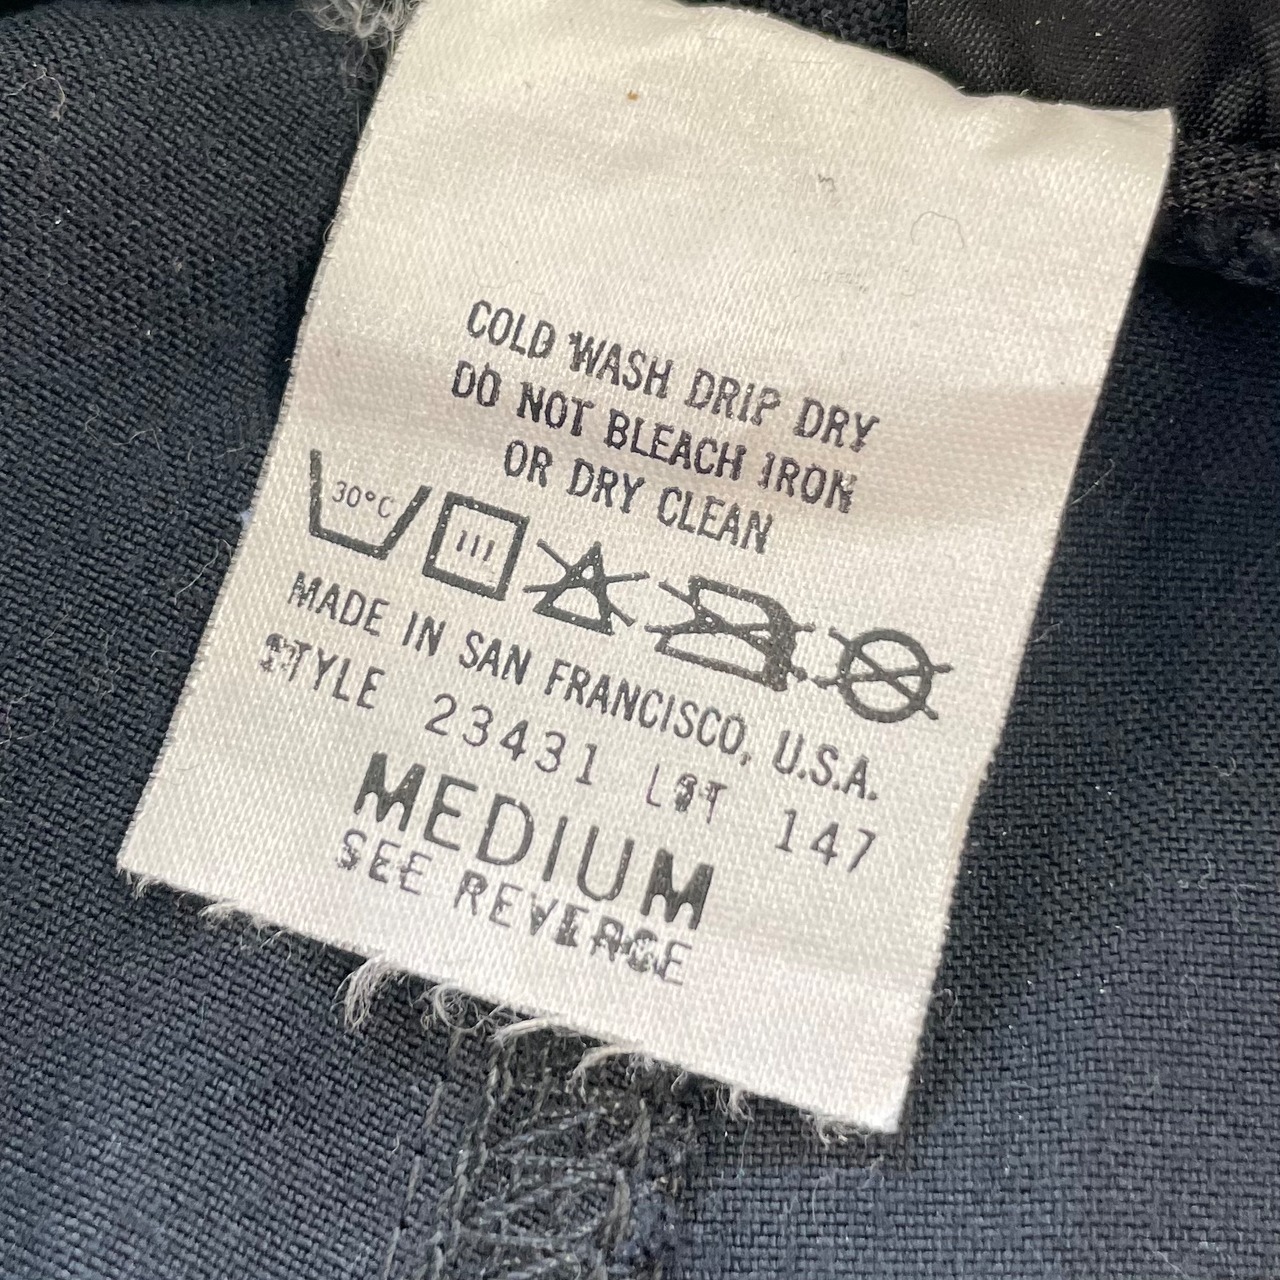 COLD WASH DRIP DRY
DO NOT BLEACH IRON
OR DRY CLEAN
30°C
MADE IN SAN FRANCISCO, U.S.A.
STYLE 23431 LOT 147
MEDIUM
SEE REVERSE